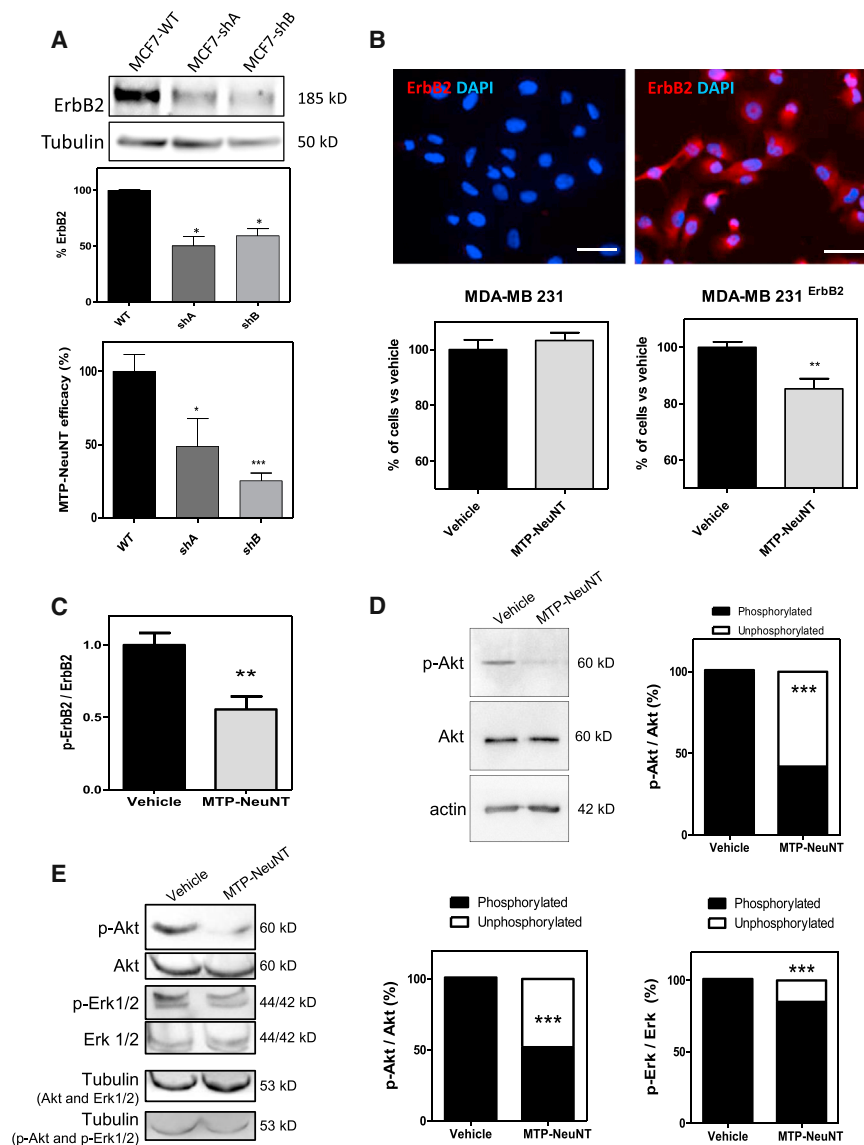 A
MCF7-WT
MCF7-shA
MCF7-shB
ErbB2
185 kD
Tubulin
50 kD
% ErbB2
100
50
0
WT
shA
shB
*
*
MTP-NeuNT efficacy (%)
100
50
0
WT
shA
shB
*
***
B
ErbB2 DAPI
ErbB2 DAPI
MDA-MB 231
% of cells vs vehicle
100
80
60
Vehicle
MTP-NeuNT
MDA-MB 231 ErbB2
% of cells vs vehicle
100
80
60
**
Vehicle
MTP-NeuNT
C
p-ErbB2 / ErbB2
1.0
0.5
0.0
**
Vehicle
MTP-NeuNT
D
Vehicle
MTP-NeuNT
p-Akt
60 kD
Akt
60 kD
actin
42 kD
Phosphorylated
Unphosphorylated
p-Akt / Akt (%)
100
50
0
***
Vehicle
MTP-NeuNT
E
Vehicle
MTP-NeuNT
p-Akt
60 kD
Akt
60 kD
p-Erk1/2
44/42 kD
Erk 1/2
44/42 kD
Tubulin
(Akt and Erk1/2)
53 kD
Tubulin
(p-Akt and p-Erk1/2)
53 kD
Phosphorylated
Unphosphorylated
p-Akt / Akt (%)
100
50
0
***
Vehicle
MTP-NeuNT
Phosphorylated
Unphosphorylated
p-Erk / Erk (%)
100
50
0
***
Vehicle
MTP-NeuNT